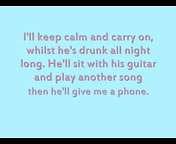 I'll keep calm and carry on,
whilst he's drunk all night
long. He'll sit with his guitar
and play another song
then he'll give me a phone.